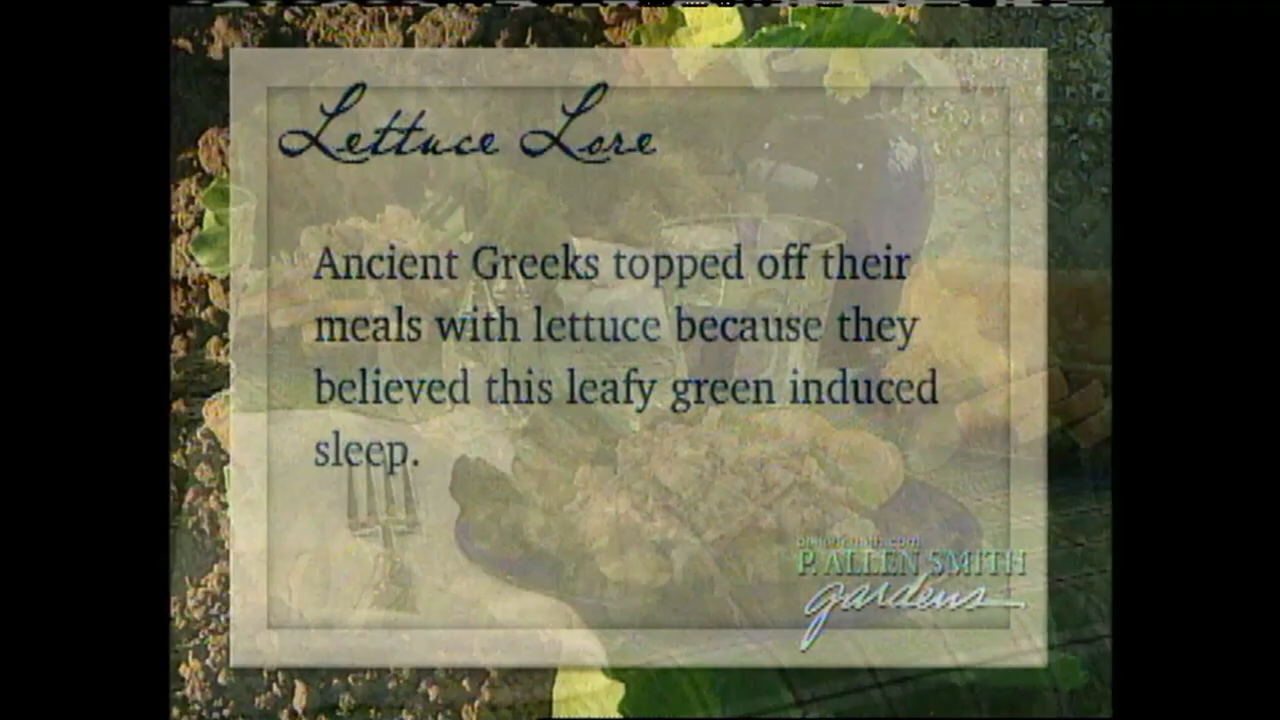 Lettuce Lore
Ancient Greeks topped off their
meals with lettuce because they
believed this leafy green induced
sleep.
P. ALLEN SMITH
gardens